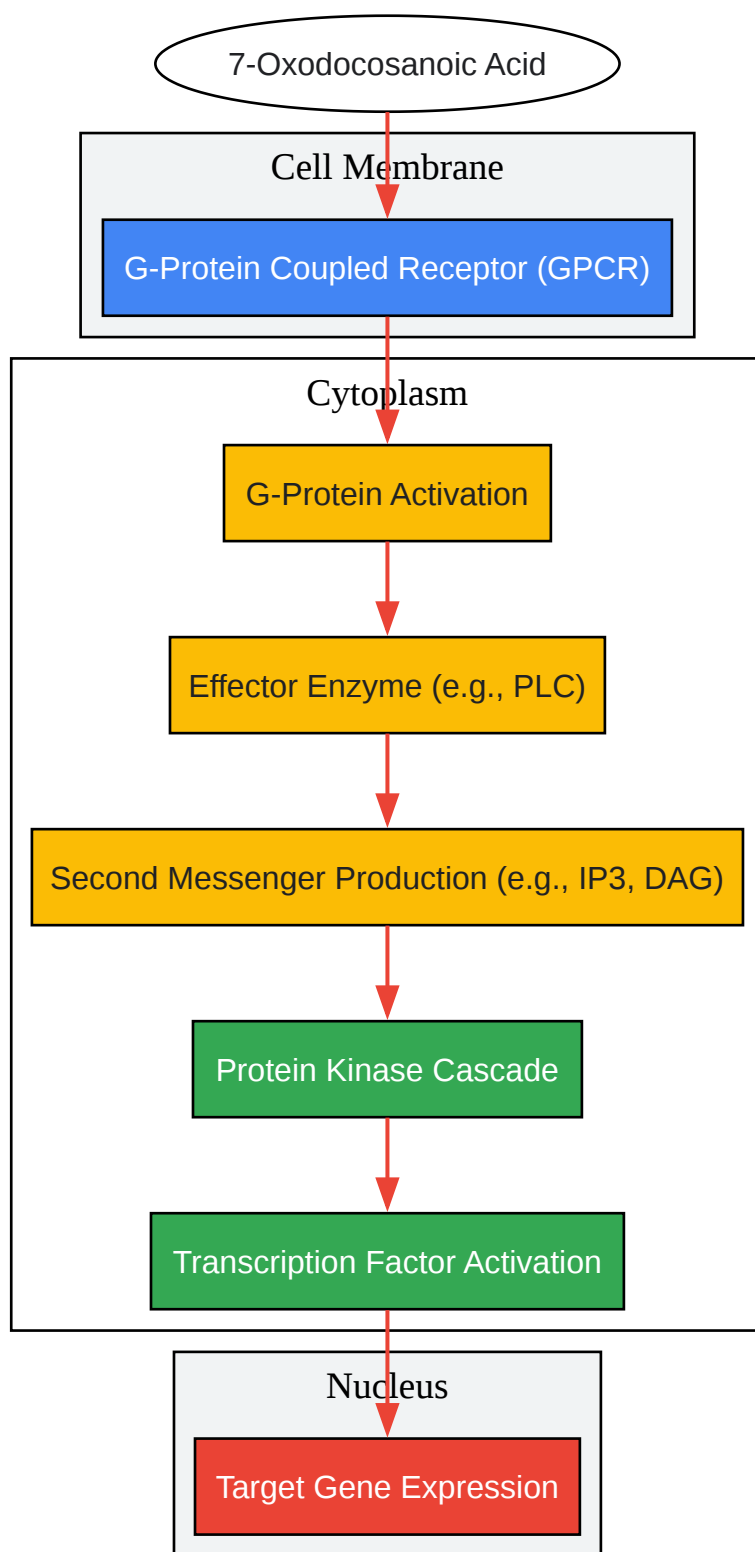 7-Oxodocosanoic Acid
Cell Membrane
G-Protein Coupled Receptor (GPCR)
Cytoplasm
G-Protein Activation
Effector Enzyme (e.g., PLC)
Second Messenger Production (e.g., IP3, DAG)
Protein Kinase Cascade
Transcription Factor Activation
Nucleus
Target Gene Expression